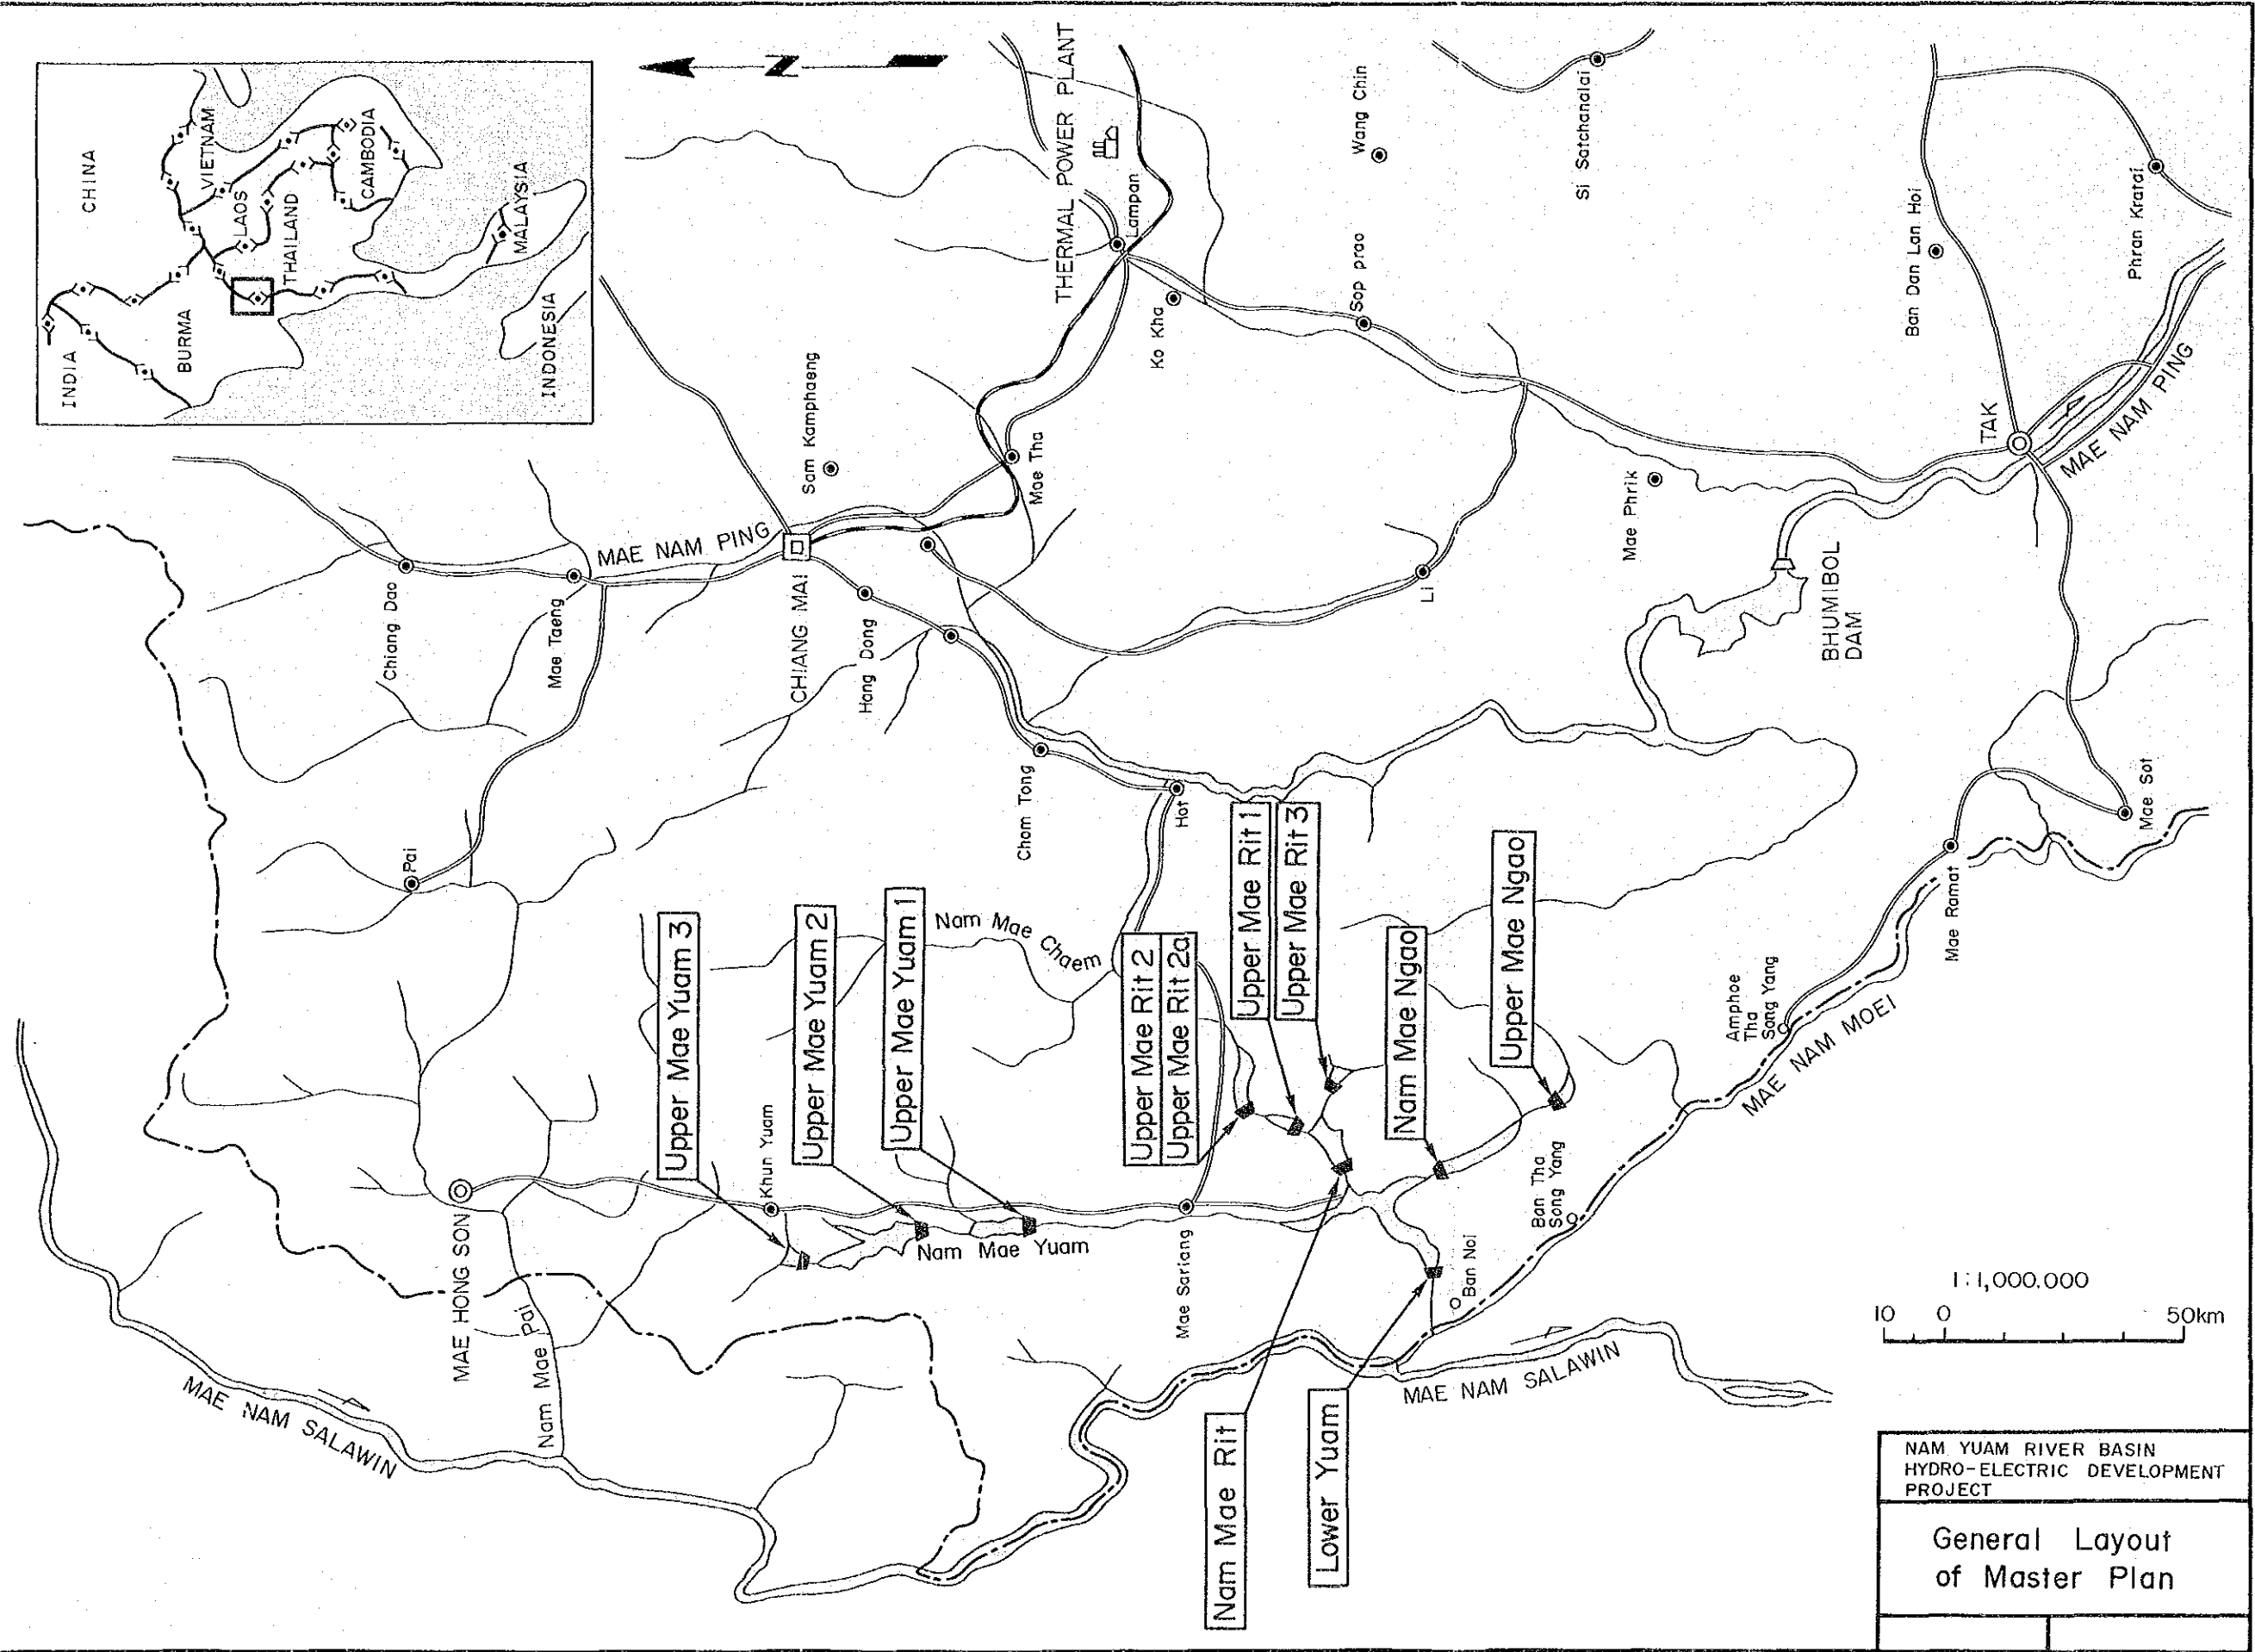 CHINA
INDIA
BURMA
VIETNAM
LAOS
THAILAND
CAMBODIA
MALAYSIA
INDONESIA
N
THERMAL POWER PLANT
Lampan
Wang Chin
Si Satchanalai
Ban Dan Lan Hoi
Phran Kratai
Ko Kha
Sop prao
Sam Kamphaeng
Mae Tha
TAK
MAE NAM PING
Mae Phrik
BHUMIBOL
DAM
Li
MAE NAM PING
CHIANG MAI
Chiang Dao
Mae Taeng
Hang Dong
Pai
Chom Tong
Hot
Mae Sot
Mae Ramat
Amphoe
Tha
Song Yang
MAE NAM MOEI
Upper Mae Yuam 3
Upper Mae Yuam 2
Upper Mae Yuam 1
Nam Mae Chaem
Upper Mae Rit 2
Upper Mae Rit 2a
Upper Mae Rit 1
Upper Mae Rit 3
Nam Mae Ngao
Upper Mae Ngao
Khun Yuam
Nam Mae Yuam
Mae Sariang
Ban Tha
Song Yang
Ban Noi
MAE HONG SON
Nam Mae Pai
MAE NAM SALAWIN
MAE NAM SALAWIN
Nam Mae Rit
Lower Yuam
1:1,000.000
10 0 50km
NAM YUAM RIVER BASIN
HYDRO-ELECTRIC DEVELOPMENT
PROJECT
General Layout
of Master Plan